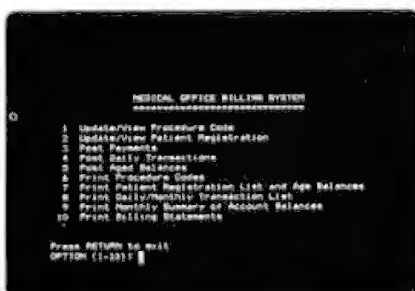 MEDICAL OFFICE BILLING SYSTEM
1 Update/View Procedure Code
2 Update/View Patient Registration
3 Post Payments
4 Post Daily Transactions
5 Post Aged Balances
6 Print Procedure Codes
7 Print Patient Registration List and Age Balances
8 Print Daily/Monthly Transaction List
9 Print Monthly Summary of Account Balances
10 Print Billing Statements
Press RETURN to exit
OPTION (1-10):